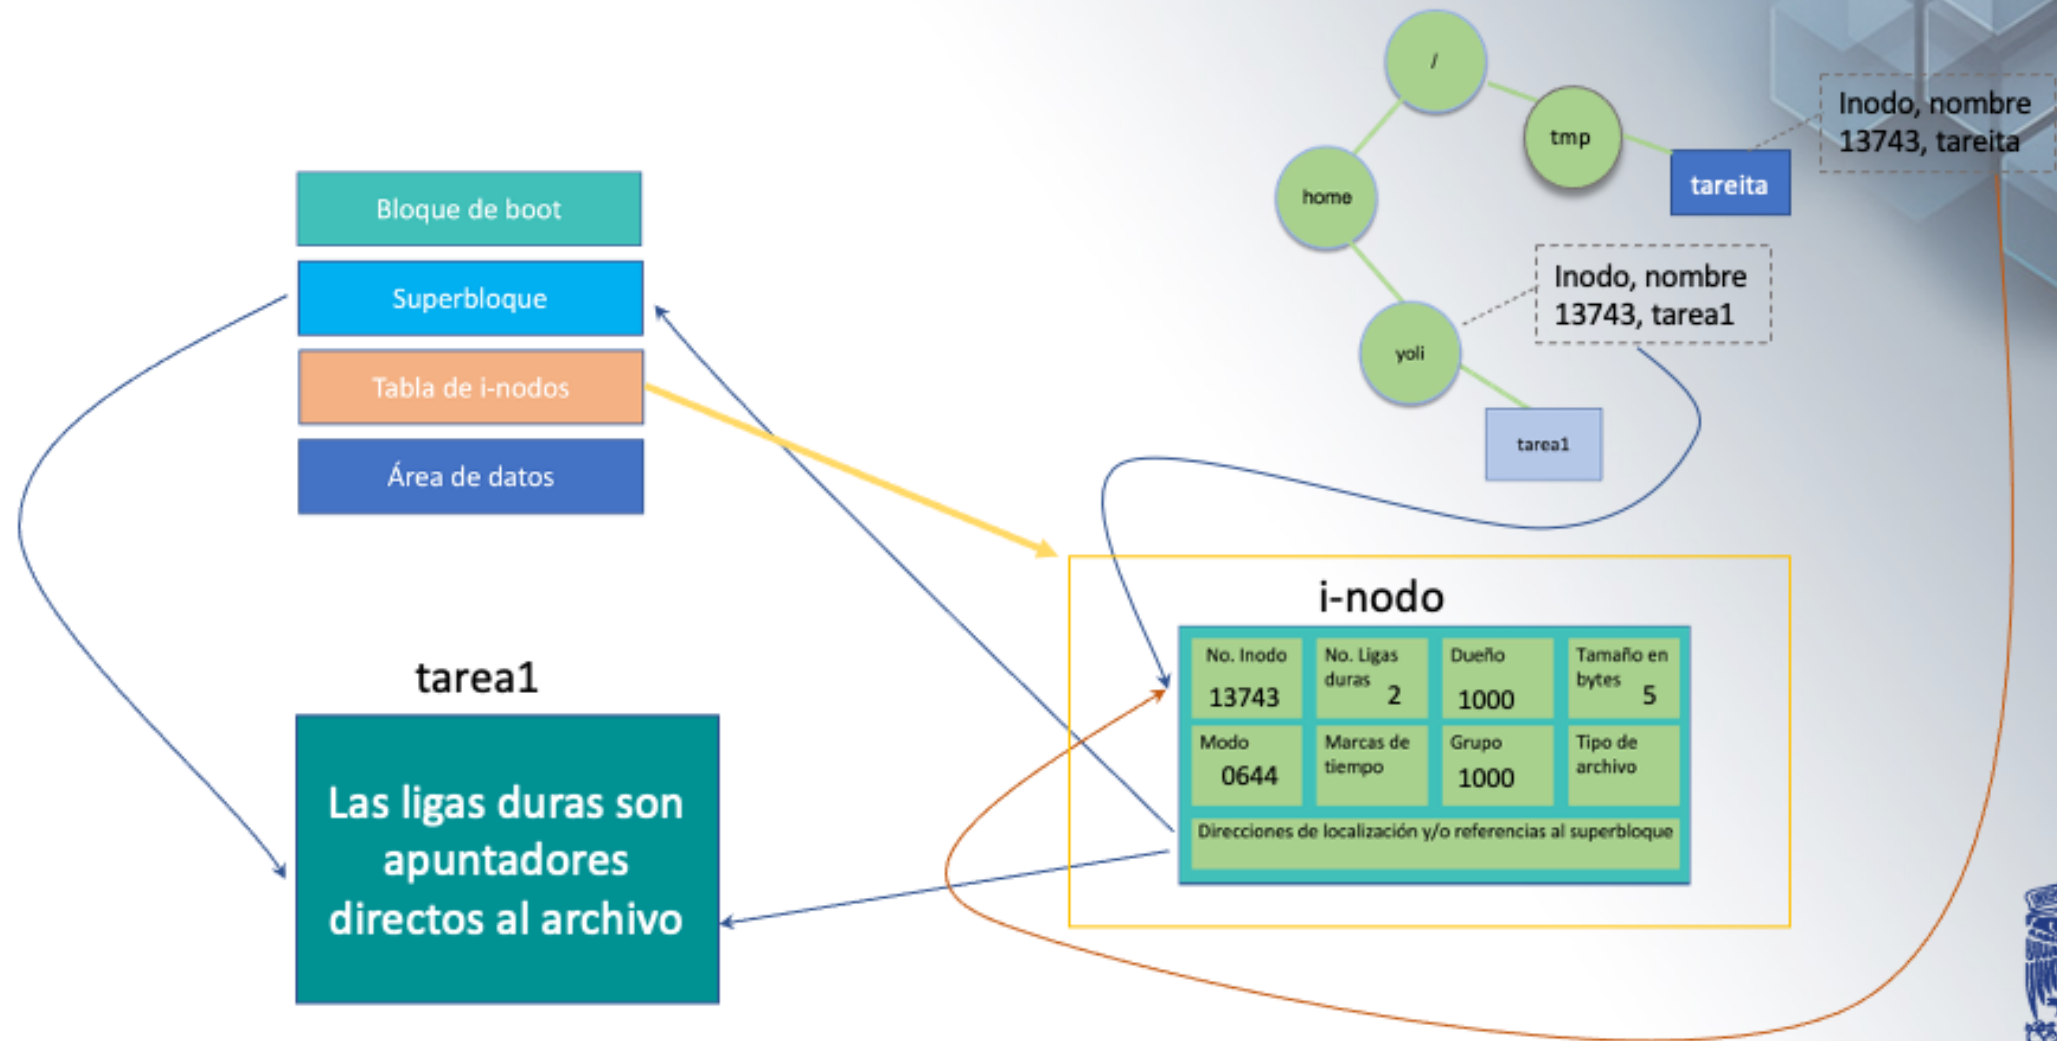 /
tmp
Inodo, nombre
13743, tareita
tareita
home
Inodo, nombre
13743, tarea1
yoli
tarea1
Bloque de boot
Superbloque
Tabla de i-nodos
Área de datos
tarea1
Las ligas duras son
apuntadores
directos al archivo
i-nodo
No. Inodo
13743
No. Ligas
duras 2
Dueño
1000
Tamaño en
bytes 5
Modo
0644
Marcas de
tiempo
Grupo
1000
Tipo de
archivo
Direcciones de localización y/o referencias al superbloque